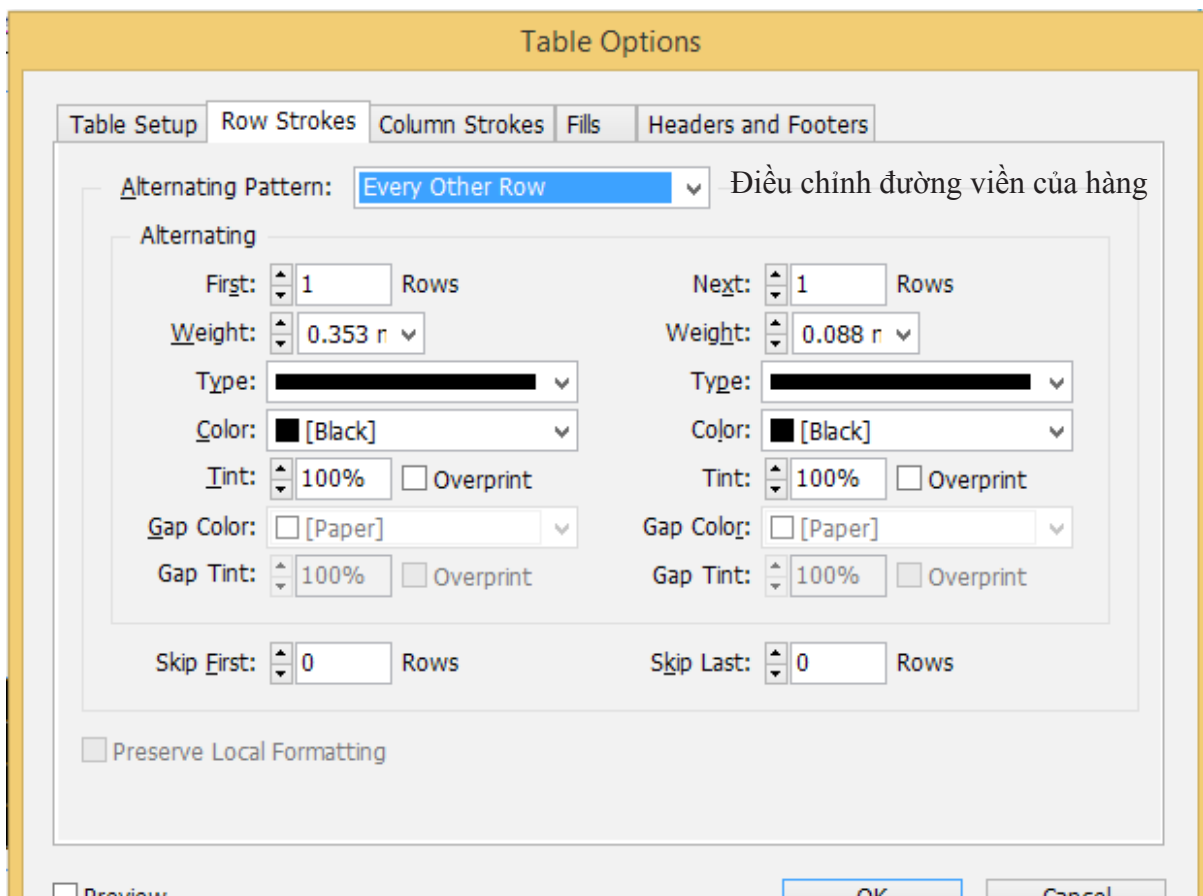 Table Options
Table Setup Row Strokes Column Strokes Fills Headers and Footers
Alternating Pattern: Every Other Row Điều chỉnh đường viền của hàng
Alternating
First: 1 Rows Next: 1 Rows
Weight: 0.353 Weight: 0.088
Type: Type:
Color: [Black] Color: [Black]
Tint: 100% Overprint Tint: 100% Overprint
Gap Color: [Paper] Gap Color: [Paper]
Gap Tint: 100% Overprint Gap Tint: 100% Overprint
Skip First: 0 Rows Skip Last: 0 Rows
Preserve Local Formatting
Preview OK Cancel